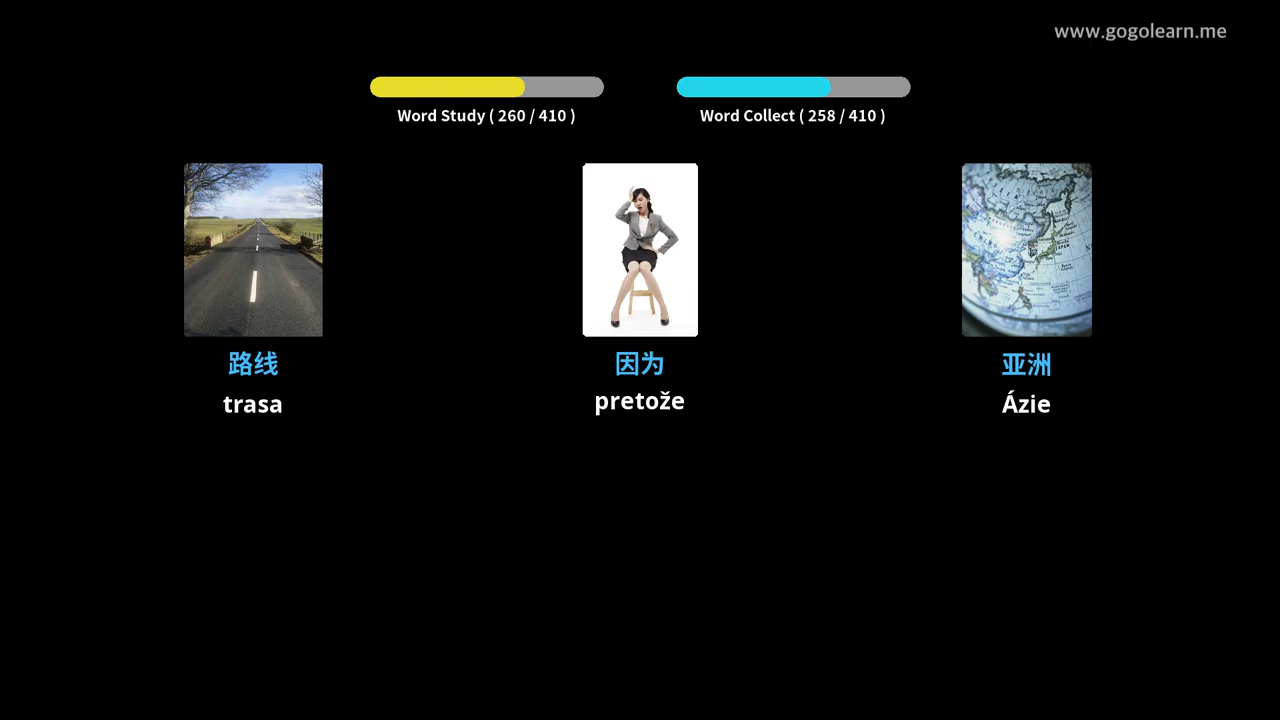 www.gogolearn.me
Word Study ( 260 / 410 )
Word Collect ( 258 / 410 )
路线
trasa
因为
pretože
亚洲
Ázie
JAPAN